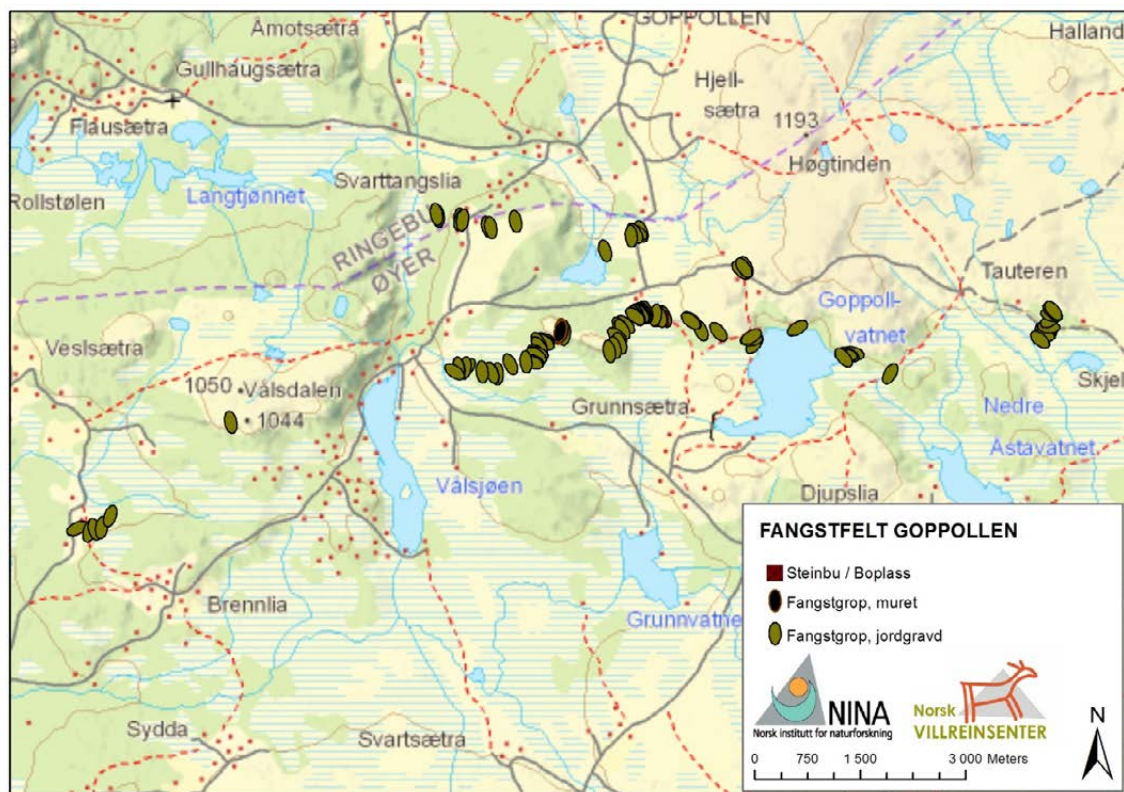 Åmotsætra
GOPPOLLEN
Halland
Gullhaugsætra
Hjell-
sætra
1193
Flausætra
Høgtinden
Svarttangslia
Langtjønnet
Rollstølen
RINGEBU
ØYER
Tauteren
Goppoll-
vatnet
Veslsætra
1050
Vålsdalen
1044
Skjel
Grunnsætra
Nedre
Åstavatnet
Vålsjøen
Djupslia
Brennlia
Grunnvatne
Sydda
Svartsætra
FANGSTFELT GOPPOLLEN
Steinbu / Boplass
Fangstgrop, muret
Fangstgrop, jordgravd
NINA
Norsk institutt for naturforskning
Norsk
VILLREINSENTER
N
0 750 1 500 3 000 Meters